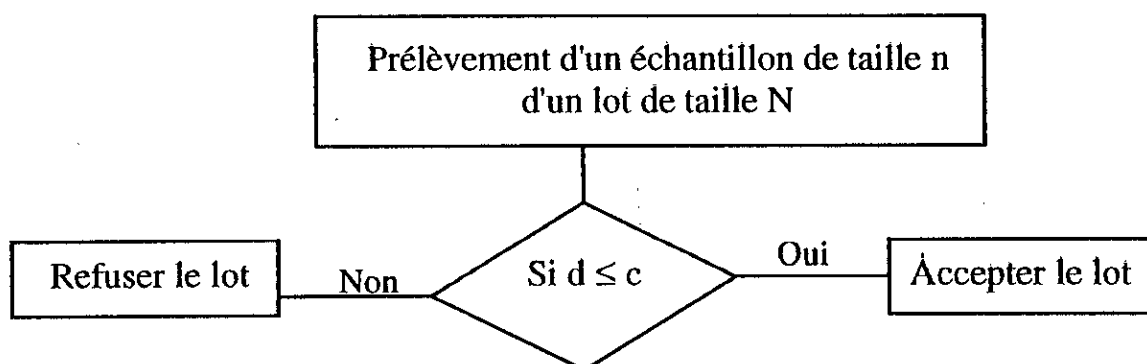 Prélèvement d'un échantillon de taille n
d'un lot de taille N
Refuser le lot
Non
Si d ≤ c
Oui
Accepter le lot